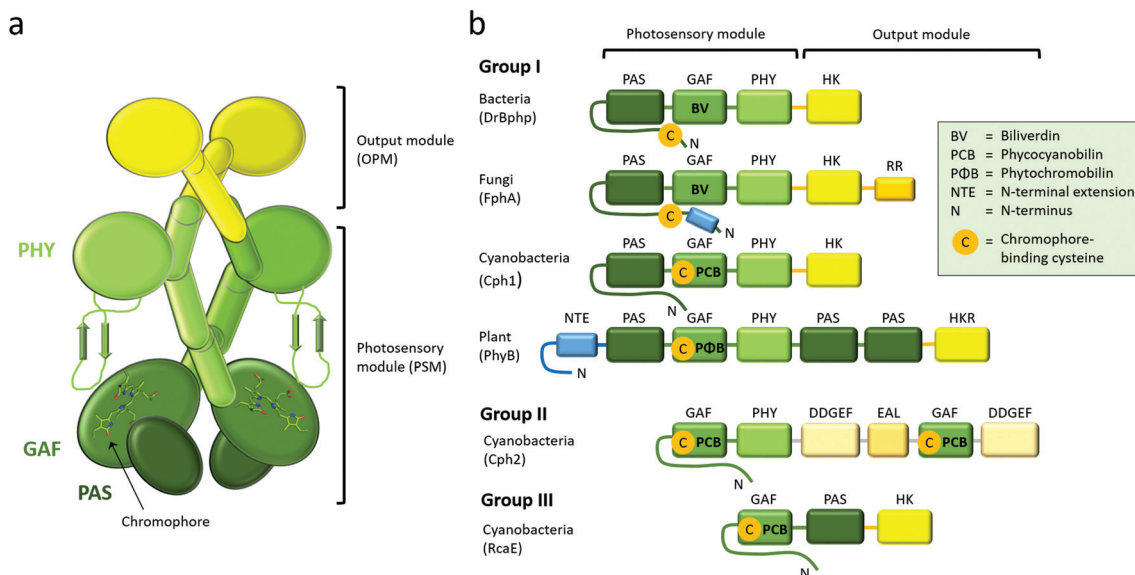 a
Output module
(OPM)
PHY
Photosensory
module (PSM)
GAF
PAS
Chromophore
b
Photosensory module
Output module
Group I
PAS
GAF
PHY
HK
Bacteria
(DrBphp)
BV
C
N
GAF
PHY
HK
RR
Fungi
(FphA)
BV
C
N
PAS
GAF
PHY
HK
Cyanobacteria
(Cph1)
C
PCB
N
NTE
PAS
GAF
PHY
PAS
PAS
HKR
Plant
(PhyB)
C
PΦB
N
Group II
GAF
PHY
DDGEF
EAL
GAF
DDGEF
Cyanobacteria
(Cph2)
C
PCB
C
PCB
N
Group III
GAF
PAS
HK
Cyanobacteria
(RcaE)
C
PCB
N
BV = Biliverdin
PCB = Phycocyanobilin
PΦB = Phytochromobilin
NTE = N-terminal extension
N = N-terminus
C = Chromophore-
binding cysteine